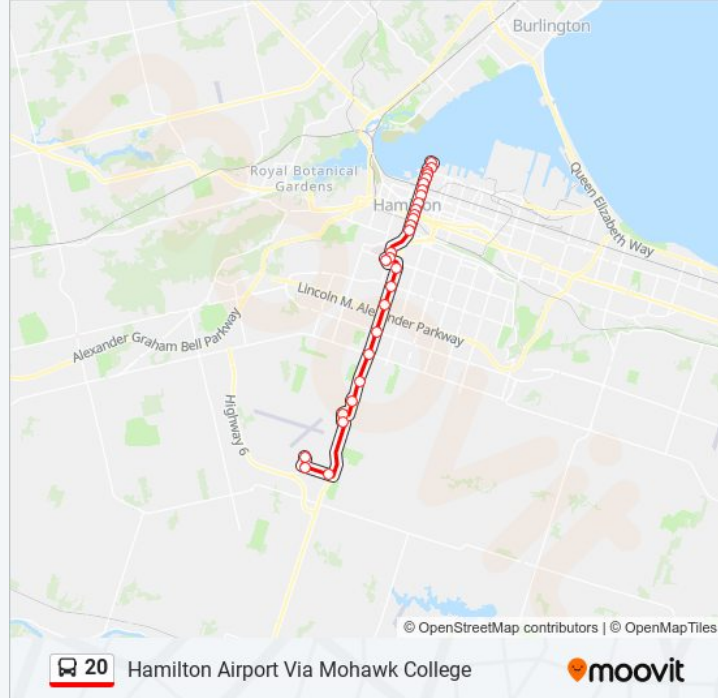 Burlington
Royal Botanical
Gardens
Hamilton
Queen Elizabeth Way
Lincoln M. Alexander Parkway
Alexander Graham Bell Parkway
Highway 6
moovit
© OpenStreetMap contributors | © OpenMapTiles
20 Hamilton Airport Via Mohawk College
moovit